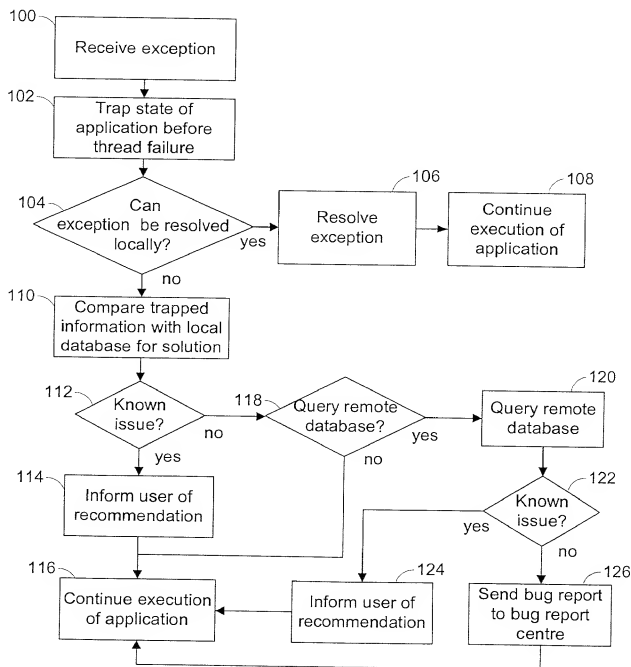 100
Receive exception
102
Trap state of
application before
thread failure
104
Can
exception be resolved
locally?
yes
no
106
Resolve
exception
108
Continue
execution of
application
110
Compare trapped
information with local
database for solution
112
Known
issue?
no
yes
118
Query remote
database?
yes
no
120
Query remote
database
114
Inform user of
recommendation
122
Known
issue?
yes
no
116
Continue execution
of application
124
Inform user of
recommendation
126
Send bug report
to bug report
centre